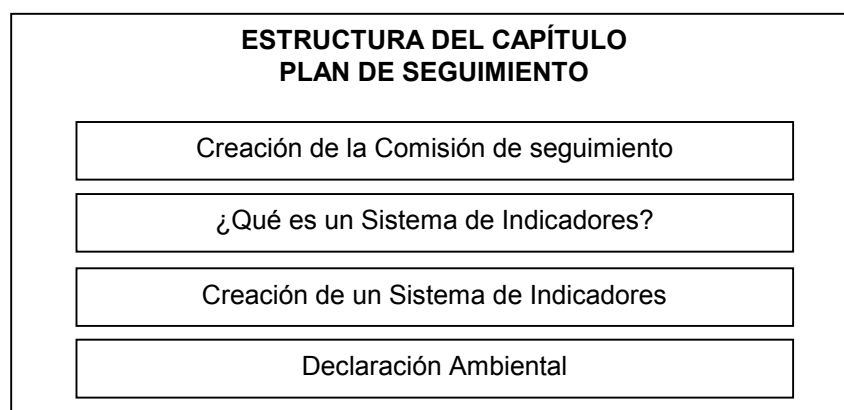 ESTRUCTURA DEL CAPÍTULO
PLAN DE SEGUIMIENTO
Creación de la Comisión de seguimiento
¿Qué es un Sistema de Indicadores?
Creación de un Sistema de Indicadores
Declaración Ambiental